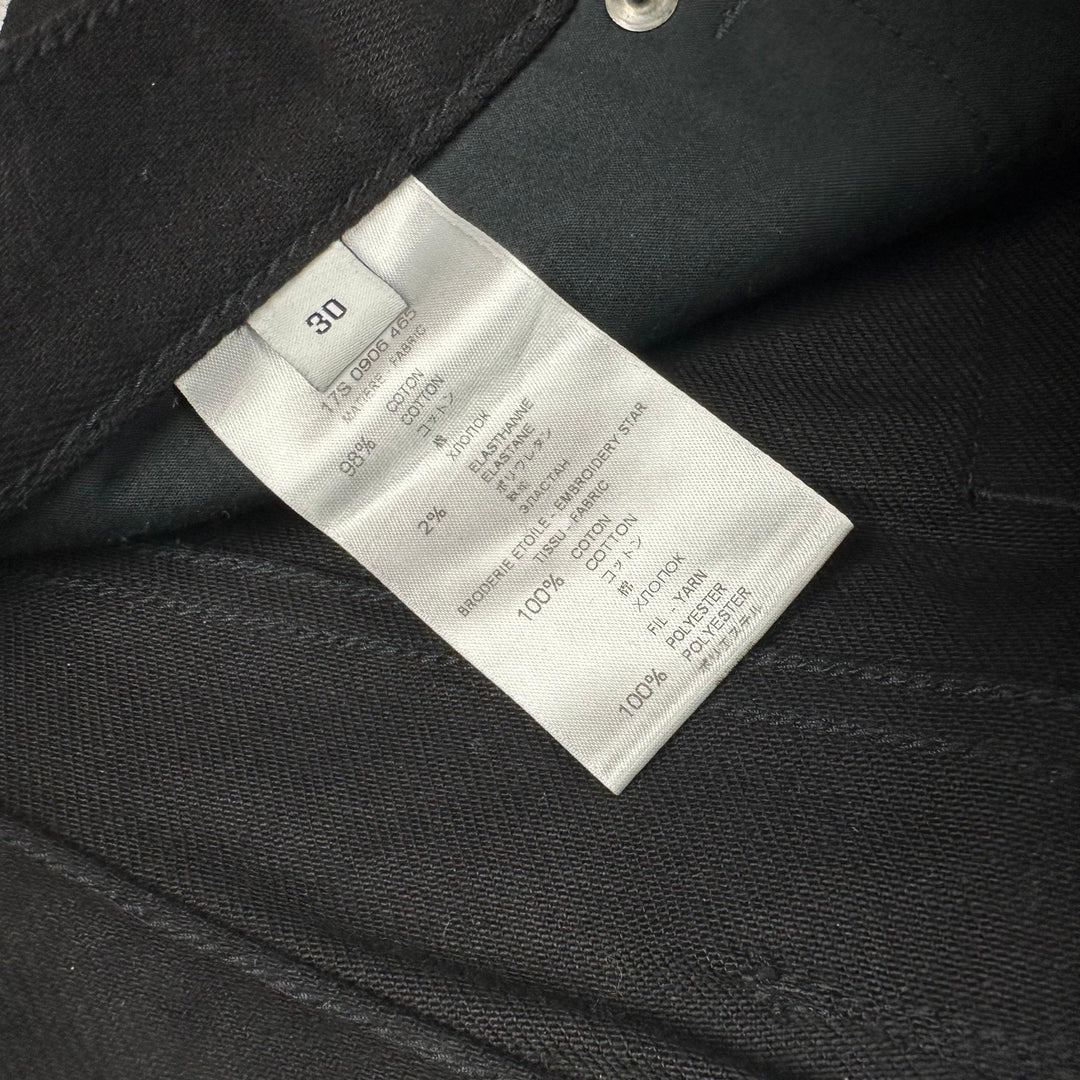 30
17S 0906 465
MATIERE - FABRIC
98% COTON
COTTON
コットン
棉
ХЛОПОК
2% ELASTHANNE
ELASTANE
ポリウレタン
ЭЛАСТАН
BRODERIE ETOILE - EMBROIDERY STAR
TISSU - FABRIC
100% COTON
COTTON
コットン
棉
ХЛОПОК
FIL - YARN
100% POLYESTER
POLYESTER
ポリエステル